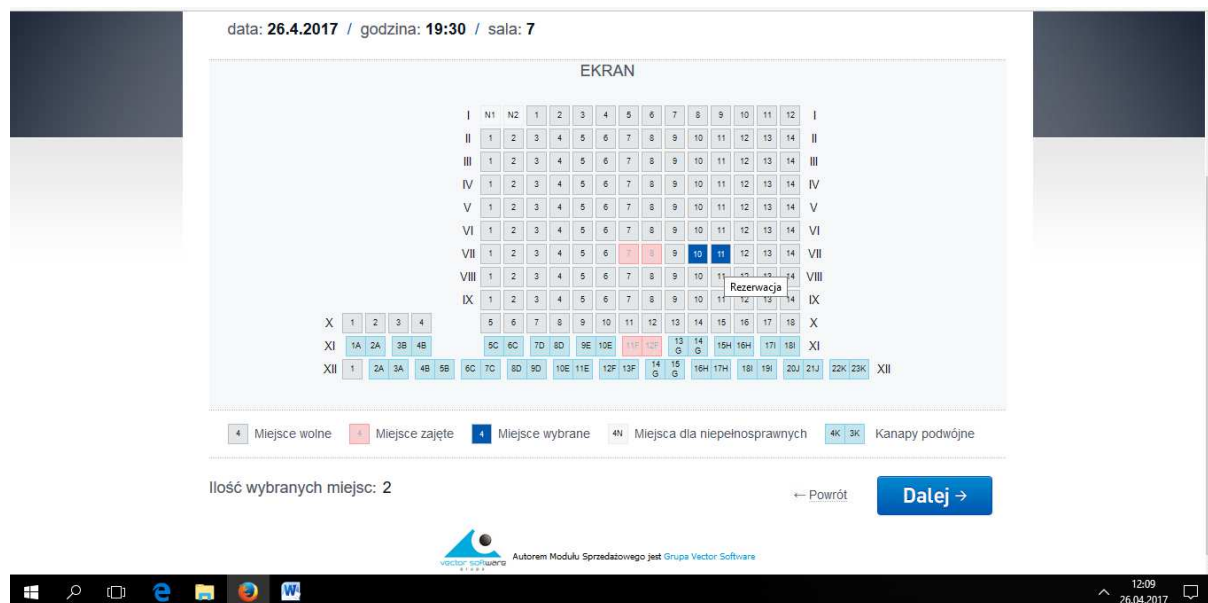 data: 26.4.2017 / godzina: 19:30 / sala: 7
EKRAN
I N1 N2 1 2 3 4 5 6 7 8 9 10 11 12 I
II 1 2 3 4 5 6 7 8 9 10 11 12 13 14 II
III 1 2 3 4 5 6 7 8 9 10 11 12 13 14 III
IV 1 2 3 4 5 6 7 8 9 10 11 12 13 14 IV
V 1 2 3 4 5 6 7 8 9 10 11 12 13 14 V
VI 1 2 3 4 5 6 7 8 9 10 11 12 13 14 VI
VII 1 2 3 4 5 6 7 8 9 10 11 12 13 14 VII
VIII 1 2 3 4 5 6 7 8 9 10 11 12 13 14 VIII
Rezerwacja
IX 1 2 3 4 5 6 7 8 9 10 11 12 13 14 IX
X 1 2 3 4 5 6 7 8 9 10 11 12 13 14 15 16 17 18 X
XI 1A 2A 3B 4B 5C 6C 7D 8D 9E 10E 11F 12F 13G 14G 15H 16H 17I 18I XI
XII 1 2A 3A 4B 5B 6C 7C 8D 9D 10E 11E 12F 13F 14G 15G 16H 17H 18I 19I 20J 21J 22K 23K XII
4 Miejsce wolne 4 Miejsce zajęte 4 Miejsce wybrane 4N Miejsca dla niepełnosprawnych 4K 3K Kanapy podwójne
Ilość wybranych miejsc: 2
← Powrót Dalej →
vector software
grupa
Autorem Modułu Sprzedażowego jest Grupa Vector Software
12:09
26.04.2017